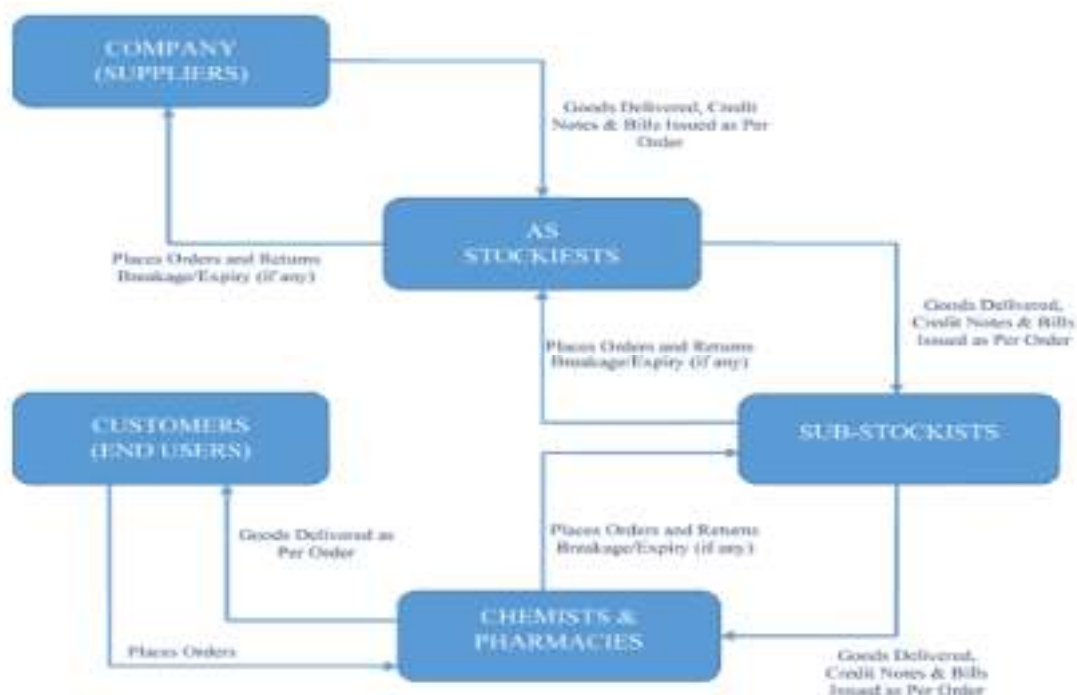 COMPANY
(SUPPLIERS)
Goods Delivered, Credit
Notes & Bills Issued as Per
Order
AS
STOCKIESTS
Places Orders and Returns
Breakage/Expiry (if any)
Goods Delivered,
Credit Notes & Bills
Issued as Per Order
Places Orders and Returns
Breakage/Expiry (if any)
CUSTOMERS
(END USERS)
SUB-STOCKISTS
Goods Delivered as
Per Order
Places Orders and Returns
Breakage/Expiry (if any)
CHEMISTS &
PHARMACIES
Places Orders
Goods Delivered,
Credit Notes & Bills
Issued as Per Order